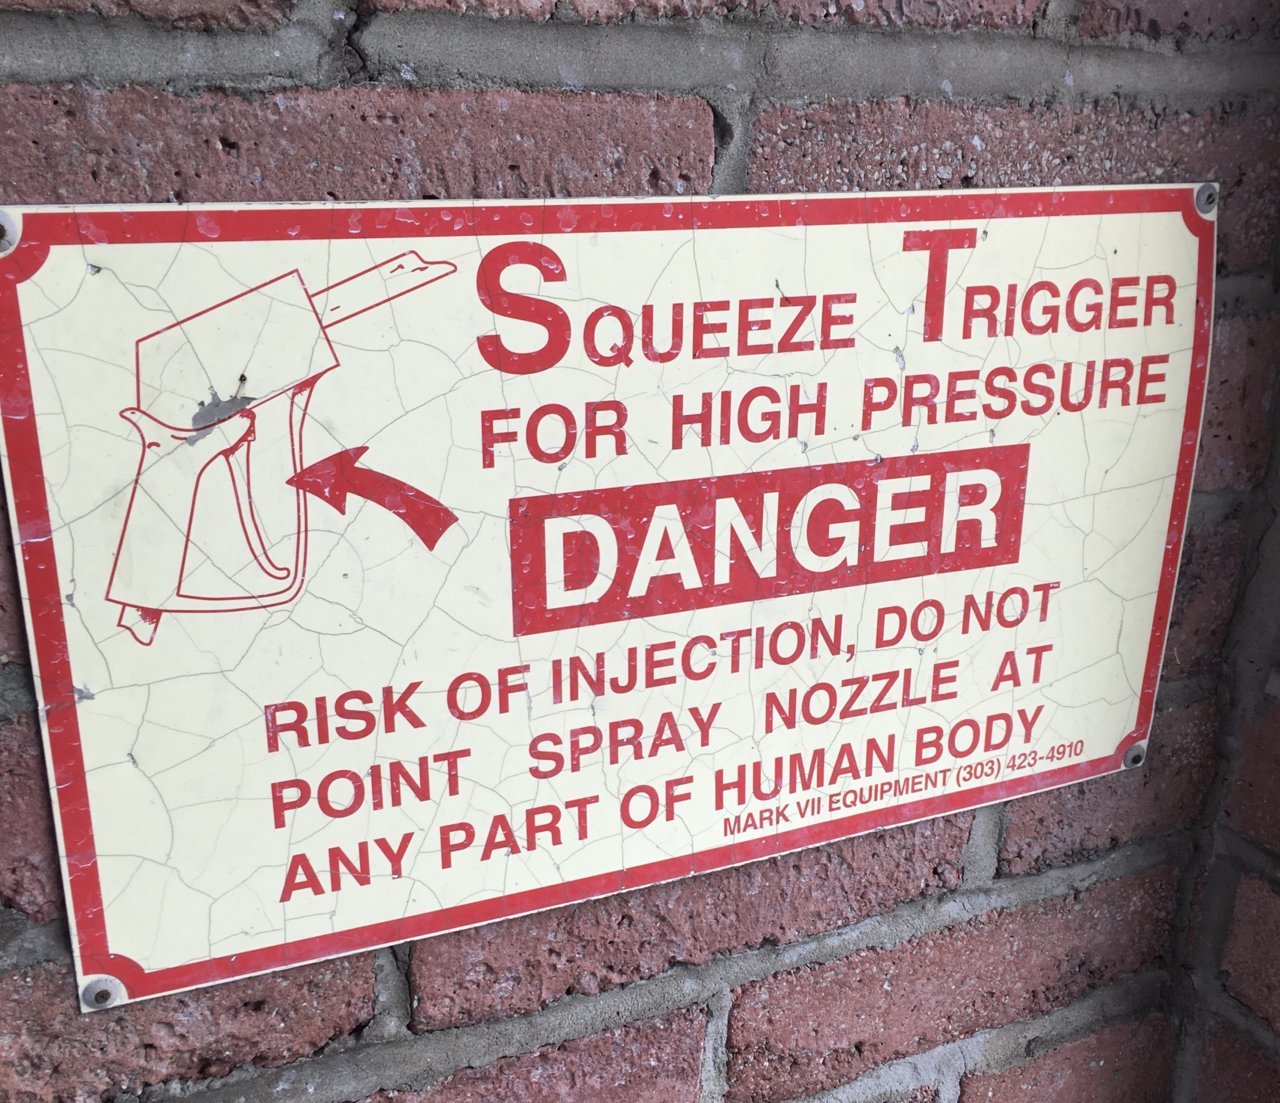 SQUEEZE TRIGGER
FOR HIGH PRESSURE
DANGER
RISK OF INJECTION, DO NOT
POINT SPRAY NOZZLE AT
ANY PART OF HUMAN BODY
MARK VII EQUIPMENT (303) 423-4910